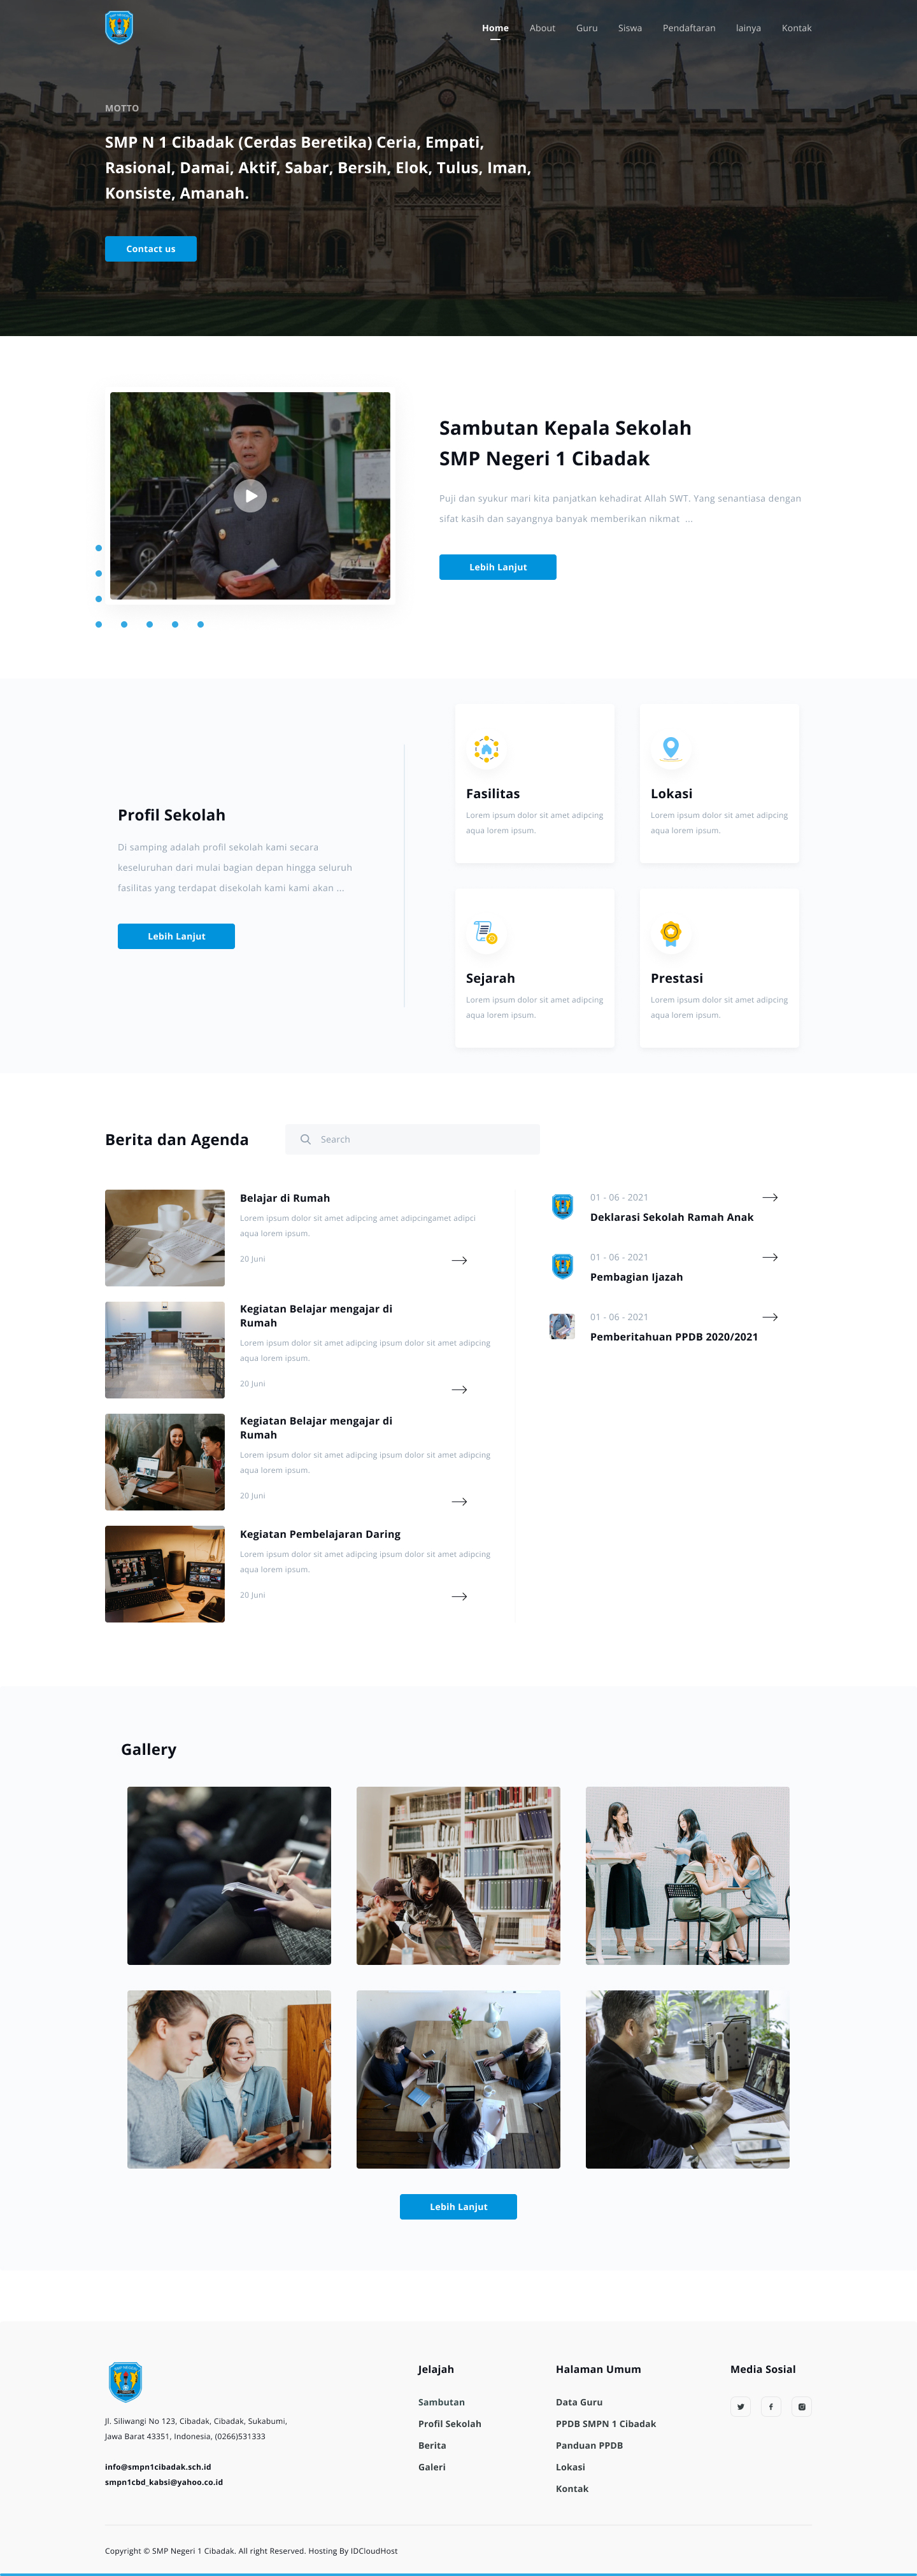 SMP NEGERI 1
Home
About
Guru
Siswa
Pendaftaran
lainya
Kontak
MOTTO
SMP N 1 Cibadak (Cerdas Beretika) Ceria, Empati,
Rasional, Damai, Aktif, Sabar, Bersih, Elok, Tulus, Iman,
Konsiste, Amanah.
Contact us
Sambutan Kepala Sekolah
SMP Negeri 1 Cibadak
Puji dan syukur mari kita panjatkan kehadirat Allah SWT. Yang senantiasa dengan
sifat kasih dan sayangnya banyak memberikan nikmat ...
Lebih Lanjut
Profil Sekolah
Di samping adalah profil sekolah kami secara
keseluruhan dari mulai bagian depan hingga seluruh
fasilitas yang terdapat disekolah kami kami akan ...
Lebih Lanjut
Fasilitas
Lorem ipsum dolor sit amet adipcing
aqua lorem ipsum.
Lokasi
Lorem ipsum dolor sit amet adipcing
aqua lorem ipsum.
Sejarah
Lorem ipsum dolor sit amet adipcing
aqua lorem ipsum.
Prestasi
Lorem ipsum dolor sit amet adipcing
aqua lorem ipsum.
Berita dan Agenda
Search
Belajar di Rumah
Lorem ipsum dolor sit amet adipcing amet adipcingamet adipci
aqua lorem ipsum.
20 Juni
Kegiatan Belajar mengajar di
Rumah
Lorem ipsum dolor sit amet adipcing ipsum dolor sit amet adipcing
aqua lorem ipsum.
20 Juni
Kegiatan Belajar mengajar di
Rumah
Lorem ipsum dolor sit amet adipcing ipsum dolor sit amet adipcing
aqua lorem ipsum.
20 Juni
Kegiatan Pembelajaran Daring
Lorem ipsum dolor sit amet adipcing ipsum dolor sit amet adipcing
aqua lorem ipsum.
20 Juni
01 - 06 - 2021
Deklarasi Sekolah Ramah Anak
01 - 06 - 2021
Pembagian Ijazah
01 - 06 - 2021
Pemberitahuan PPDB 2020/2021
Gallery
Lebih Lanjut
SMP NEGERI 1
Jl. Siliwangi No 123, Cibadak, Cibadak, Sukabumi,
Jawa Barat 43351, Indonesia, (0266)531333
info@smpn1cibadak.sch.id
smpn1cbd_kabsi@yahoo.co.id
Jelajah
Sambutan
Profil Sekolah
Berita
Galeri
Halaman Umum
Data Guru
PPDB SMPN 1 Cibadak
Panduan PPDB
Lokasi
Kontak
Media Sosial
Copyright © SMP Negeri 1 Cibadak. All right Reserved. Hosting By IDCloudHost